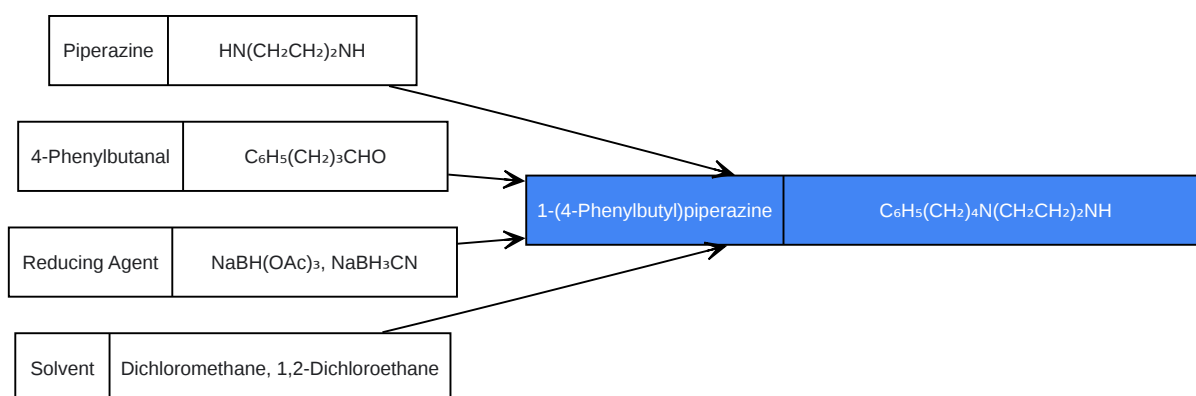 Piperazine HN(CH₂CH₂)₂NH
4-Phenylbutanal C₆H₅(CH₂)₃CHO
1-(4-Phenylbutyl)piperazine C₆H₅(CH₂)₄N(CH₂CH₂)₂NH
Reducing Agent NaBH(OAc)₃, NaBH₃CN
Solvent Dichloromethane, 1,2-Dichloroethane